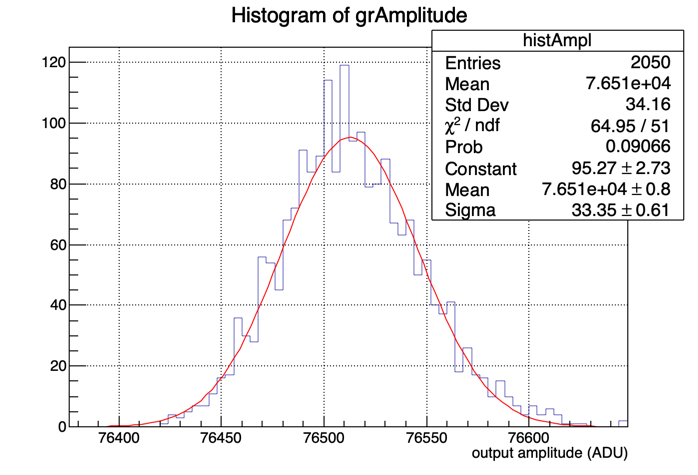 Histogram of grAmplitude
histAmpl
Entries 2050
Mean 7.651e+04
Std Dev 34.16
χ² / ndf 64.95 / 51
Prob 0.09066
Constant 95.27 ± 2.73
Mean 7.651e+04 ± 0.8
Sigma 33.35 ± 0.61
120
100
80
60
40
20
0
76400 76450 76500 76550 76600
output amplitude (ADU)